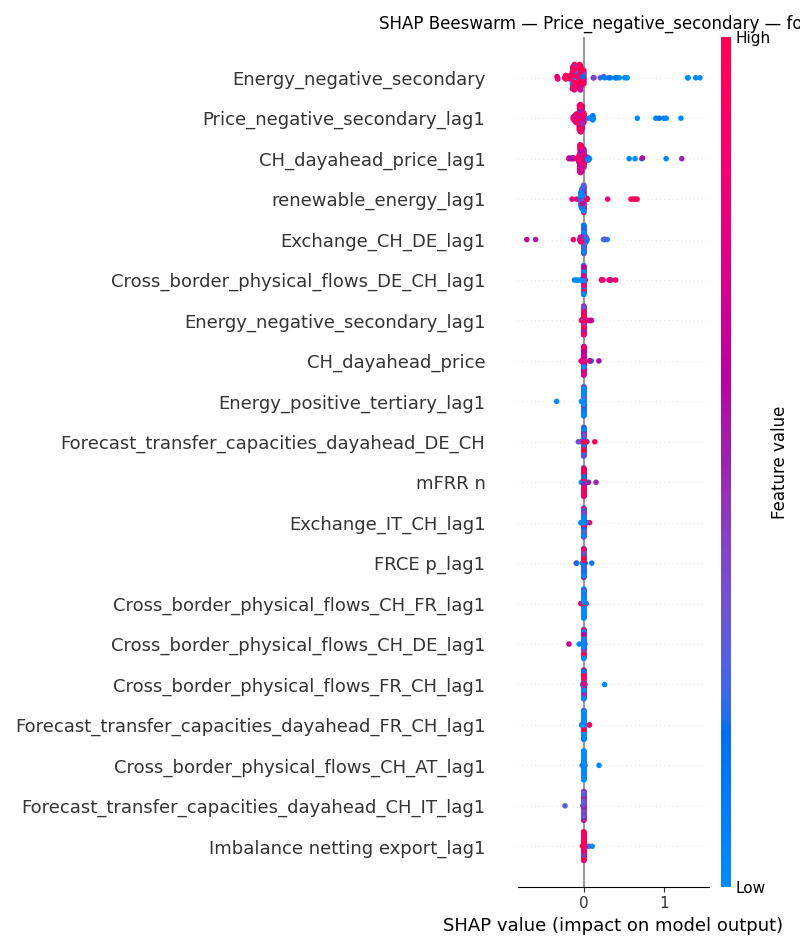 SHAP Beeswarm — Price_negative_secondary — fo
High
Energy_negative_secondary
Price_negative_secondary_lag1
CH_dayahead_price_lag1
renewable_energy_lag1
Exchange_CH_DE_lag1
Cross_border_physical_flows_DE_CH_lag1
Energy_negative_secondary_lag1
CH_dayahead_price
Energy_positive_tertiary_lag1
Forecast_transfer_capacities_dayahead_DE_CH
mFRR n
Exchange_IT_CH_lag1
FRCE p_lag1
Cross_border_physical_flows_CH_FR_lag1
Cross_border_physical_flows_CH_DE_lag1
Cross_border_physical_flows_FR_CH_lag1
Forecast_transfer_capacities_dayahead_FR_CH_lag1
Cross_border_physical_flows_CH_AT_lag1
Forecast_transfer_capacities_dayahead_CH_IT_lag1
Imbalance netting export_lag1
Feature value
Low
0 1
SHAP value (impact on model output)